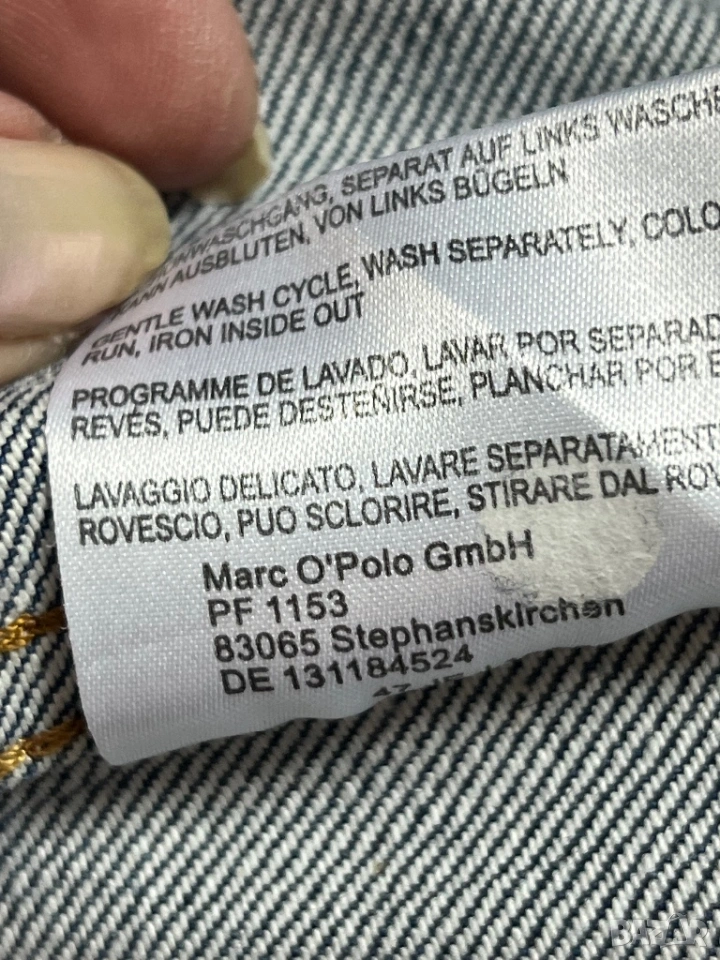 WASCHGANG, SEPARAT AUF LINKS WASCHE
KANN AUSBLUTEN, VON LINKS BÜGELN
GENTLE WASH CYCLE, WASH SEPARATELY, COLO
RUN, IRON INSIDE OUT
PROGRAMME DE LAVADO, LAVAR POR SEPARAD
REVÉS, PUEDE DESTEÑIRSE, PLANCHAR POR E
LAVAGGIO DELICATO, LAVARE SEPARATAMENT
ROVESCIO, PUO SCLORIRE, STIRARE DAL ROV
Marc O'Polo GmbH
PF 1153
83065 Stephanskirchen
DE 131184524
BAZAR